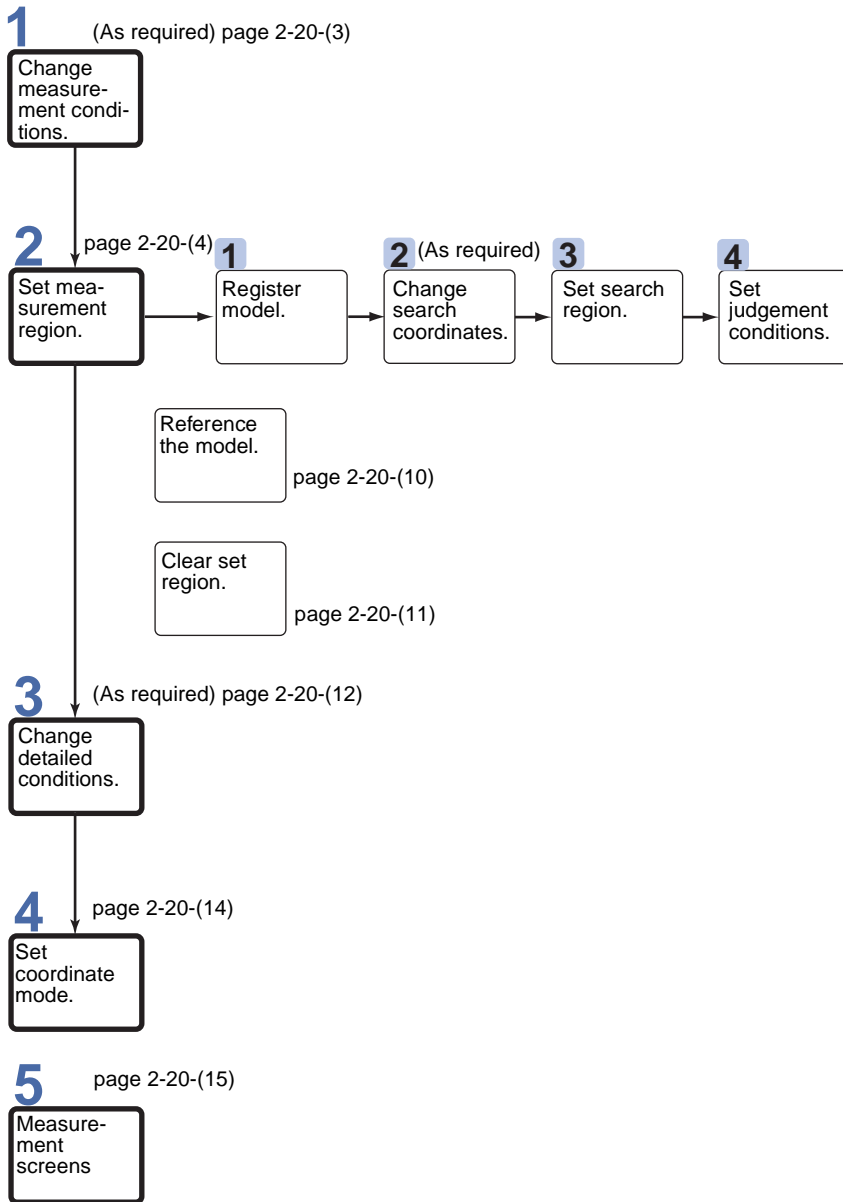 1
(As required) page 2-20-(3)
Change
measure-
ment condi-
tions.
2
page 2-20-(4)
Set mea-
surement
region.
1
Register
model.
2 (As required)
Change
search
coordinates.
3
Set search
region.
4
Set
judgement
conditions.
Reference
the model.
page 2-20-(10)
Clear set
region.
page 2-20-(11)
3
(As required) page 2-20-(12)
Change
detailed
conditions.
4
page 2-20-(14)
Set
coordinate
mode.
5
page 2-20-(15)
Measure-
ment
screens